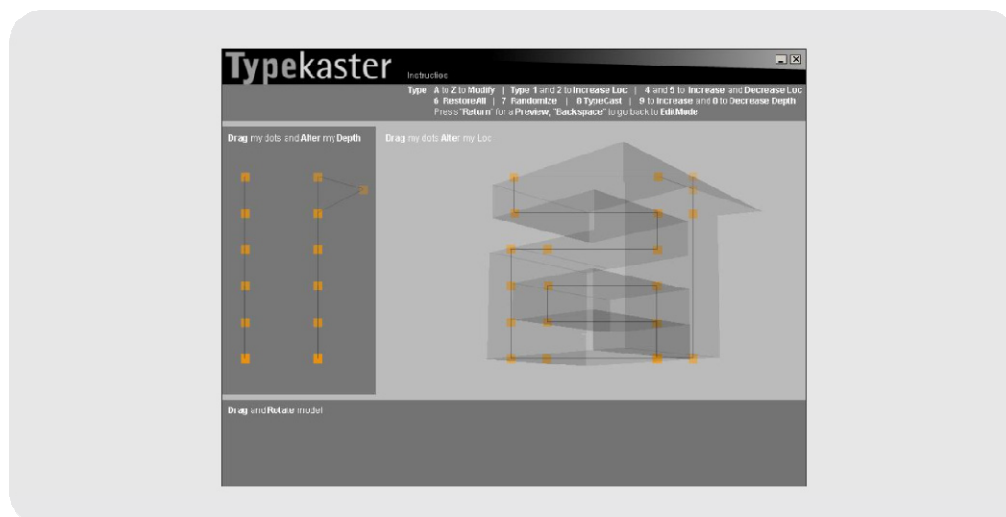 Typekaster
Instruction
Type A to Z to Modify | Type 1 and 2 to Increase Loc | 4 and 5 to Increase and Decrease Loc
6 RestoreAll | 7 Randomize | 8 TypeCast | 9 to Increase and 0 to Decrease Depth
Press "Return" for a Preview, "Backspace" to go back to EditMode
Drag my dots and Alter my Depth
Drag my dots Alter my Loc
Drag and Rotate model